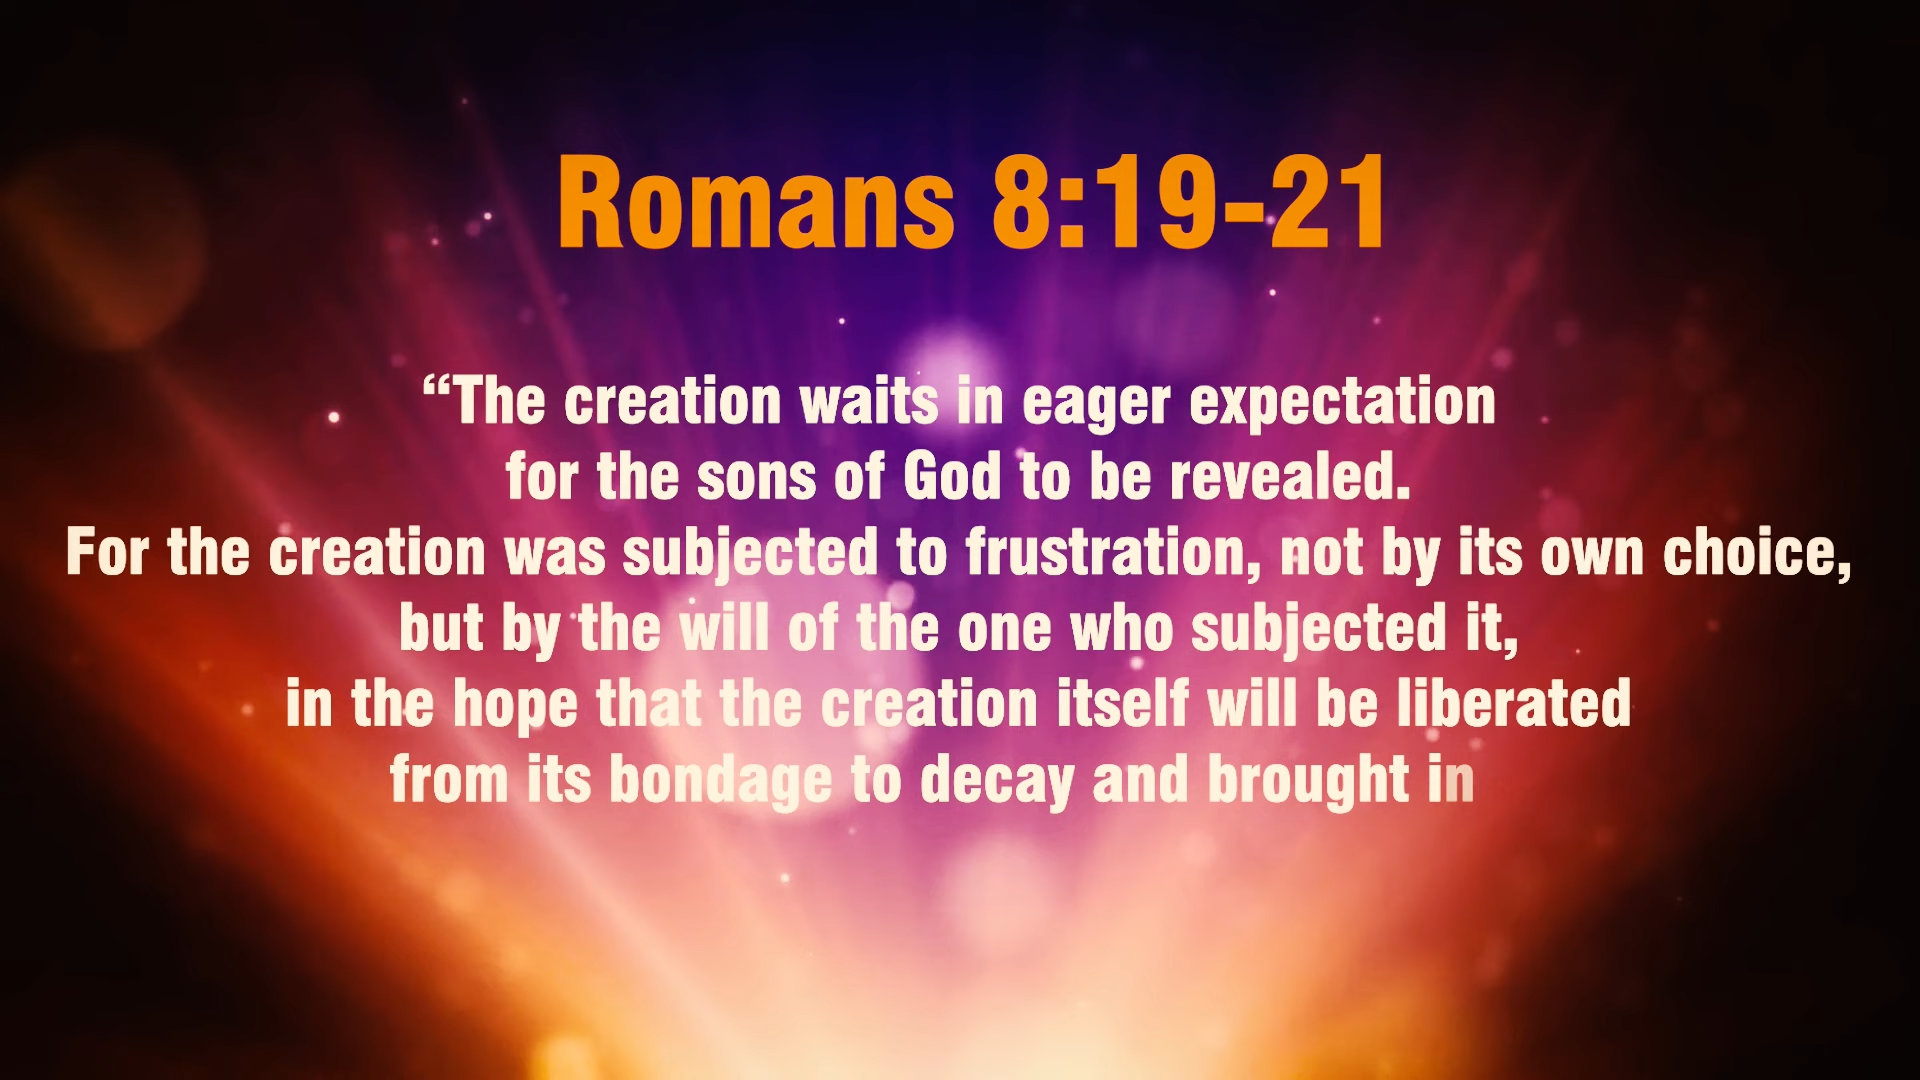 Romans 8:19-21
“The creation waits in eager expectation
for the sons of God to be revealed.
For the creation was subjected to frustration, not by its own choice,
but by the will of the one who subjected it,
in the hope that the creation itself will be liberated
from its bondage to decay and brought in